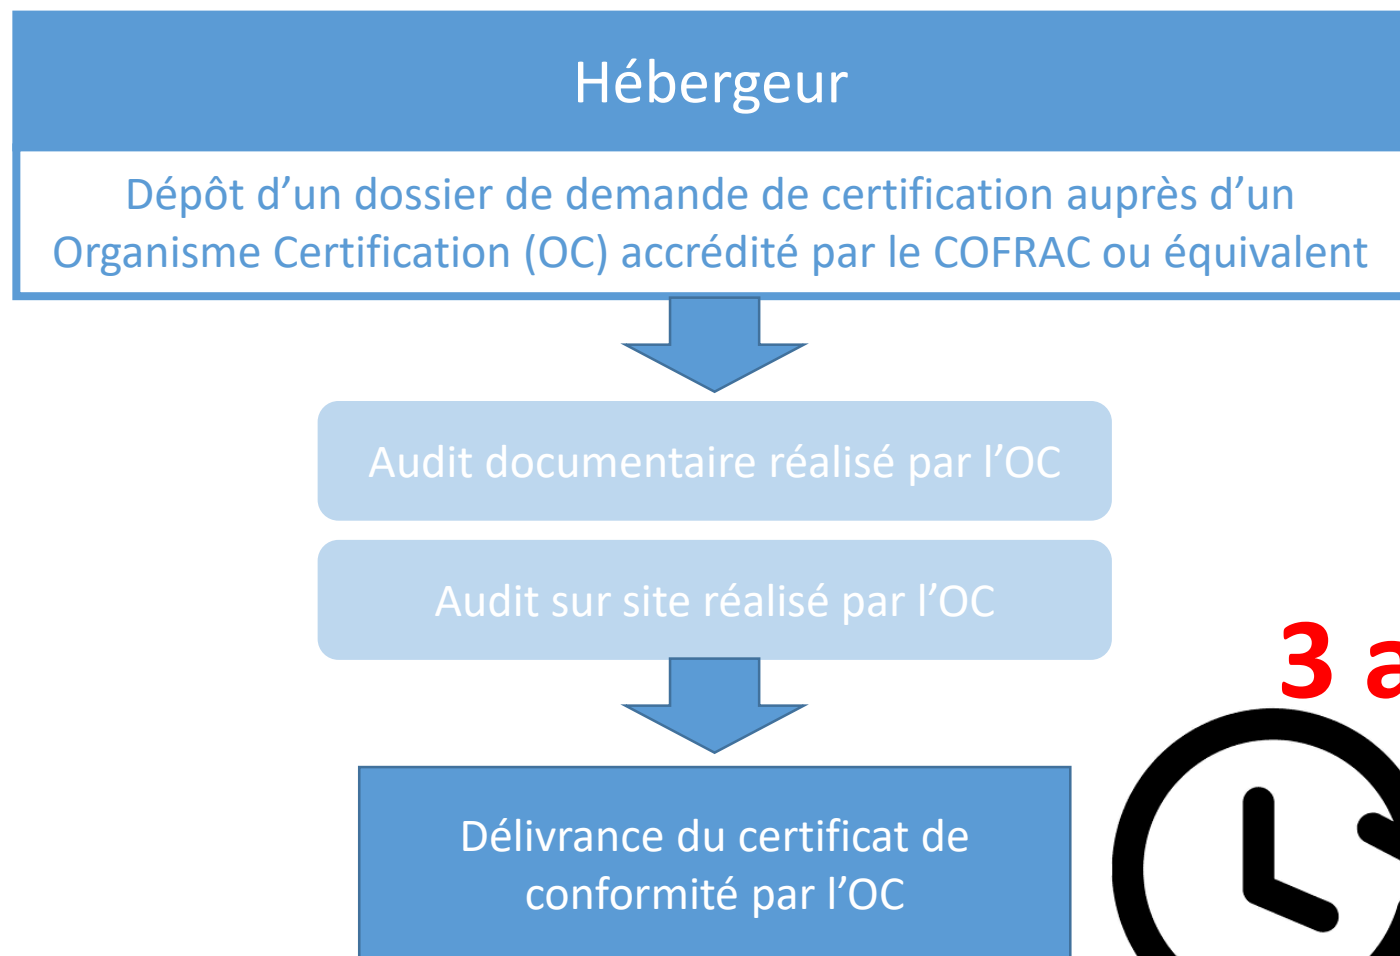 Hébergeur
Dépôt d’un dossier de demande de certification auprès d’un
Organisme Certification (OC) accrédité par le COFRAC ou équivalent
Audit documentaire réalisé par l’OC
Audit sur site réalisé par l’OC
3 a
Délivrance du certificat de
conformité par l’OC